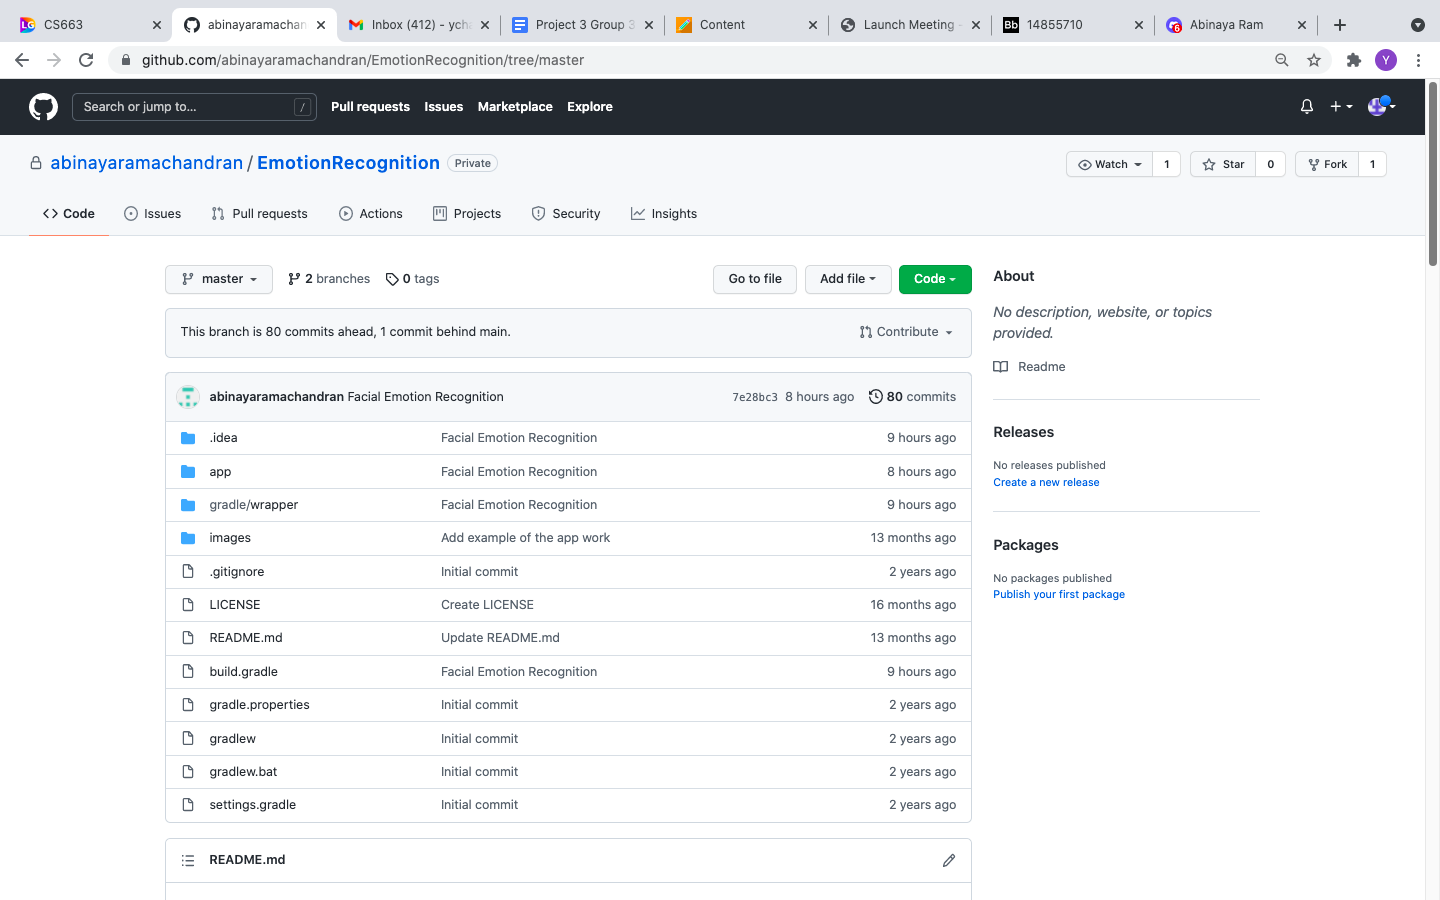 CS663
abinayaramachan
Inbox (412) - ycha
Project 3 Group 3
Content
Launch Meeting -
Bb 14855710
Abinaya Ram
github.com/abinayaramachandran/EmotionRecognition/tree/master
Y
Search or jump to... /
Pull requests Issues Marketplace Explore
abinayaramachandran / EmotionRecognition Private
Watch 1 Star 0 Fork 1
Code Issues Pull requests Actions Projects Security Insights
master 2 branches 0 tags Go to file Add file Code
This branch is 80 commits ahead, 1 commit behind main. Contribute
abinayaramachandran Facial Emotion Recognition 7e28bc3 8 hours ago 80 commits
.idea Facial Emotion Recognition 9 hours ago
app Facial Emotion Recognition 8 hours ago
gradle/wrapper Facial Emotion Recognition 9 hours ago
images Add example of the app work 13 months ago
.gitignore Initial commit 2 years ago
LICENSE Create LICENSE 16 months ago
README.md Update README.md 13 months ago
build.gradle Facial Emotion Recognition 9 hours ago
gradle.properties Initial commit 2 years ago
gradlew Initial commit 2 years ago
gradlew.bat Initial commit 2 years ago
settings.gradle Initial commit 2 years ago
README.md
About
No description, website, or topics
provided.
Readme
Releases
No releases published
Create a new release
Packages
No packages published
Publish your first package